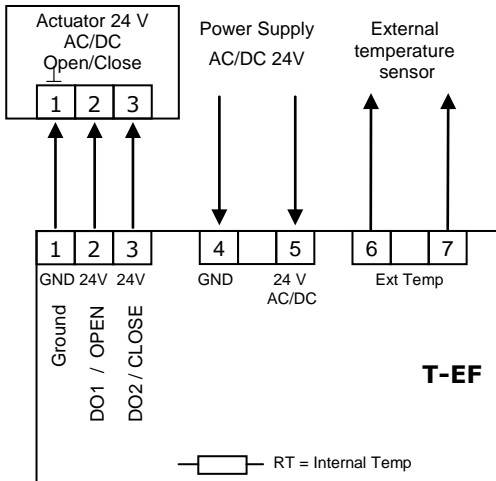 Actuator 24 V
AC/DC
Open/Close
1 2 3
Power Supply
AC/DC 24V
External
temperature
sensor
1 2 3 4 5 6 7
GND 24V 24V
GND
24 V
AC/DC
Ext Temp
Ground
DO1 / OPEN
DO2 / CLOSE
T-EF
RT = Internal Temp